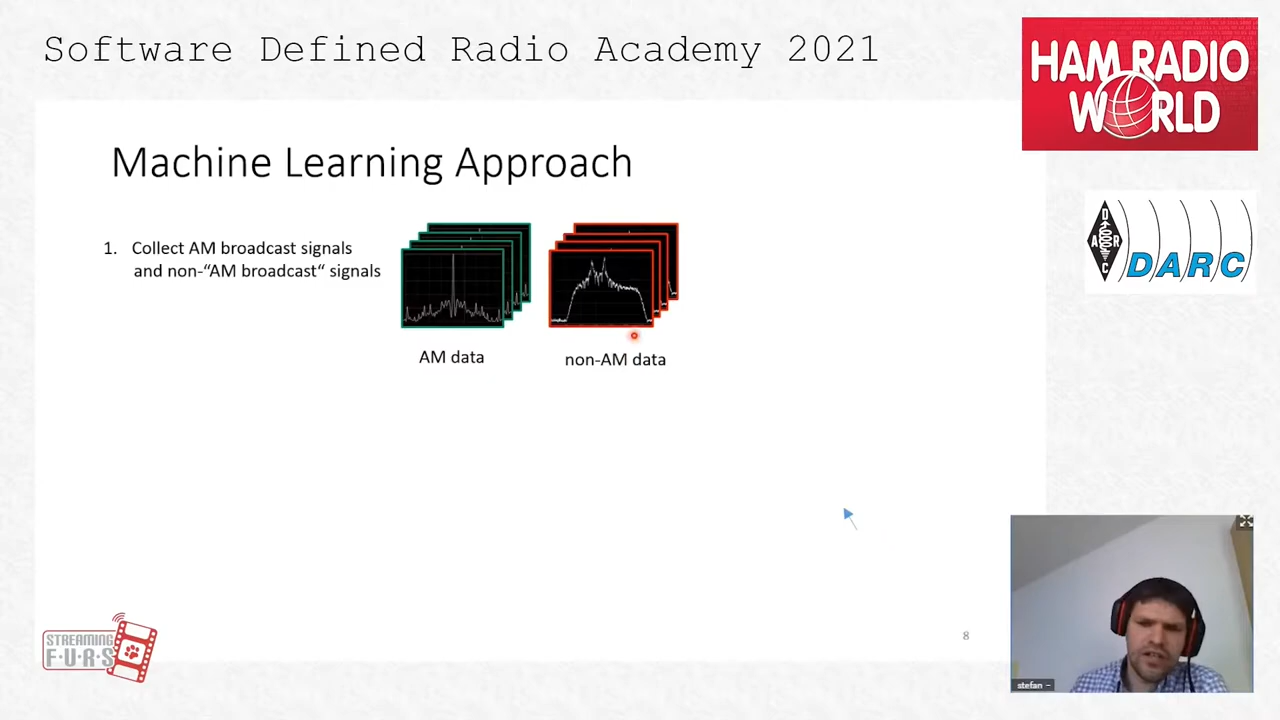 Software Defined Radio Academy 2021
HAM RADIO
WORLD
Machine Learning Approach
1. Collect AM broadcast signals
and non-“AM broadcast“ signals
AM data
non-AM data
D
A R
C
DARC
STREAMING
F·U·R·S
8
stefan –